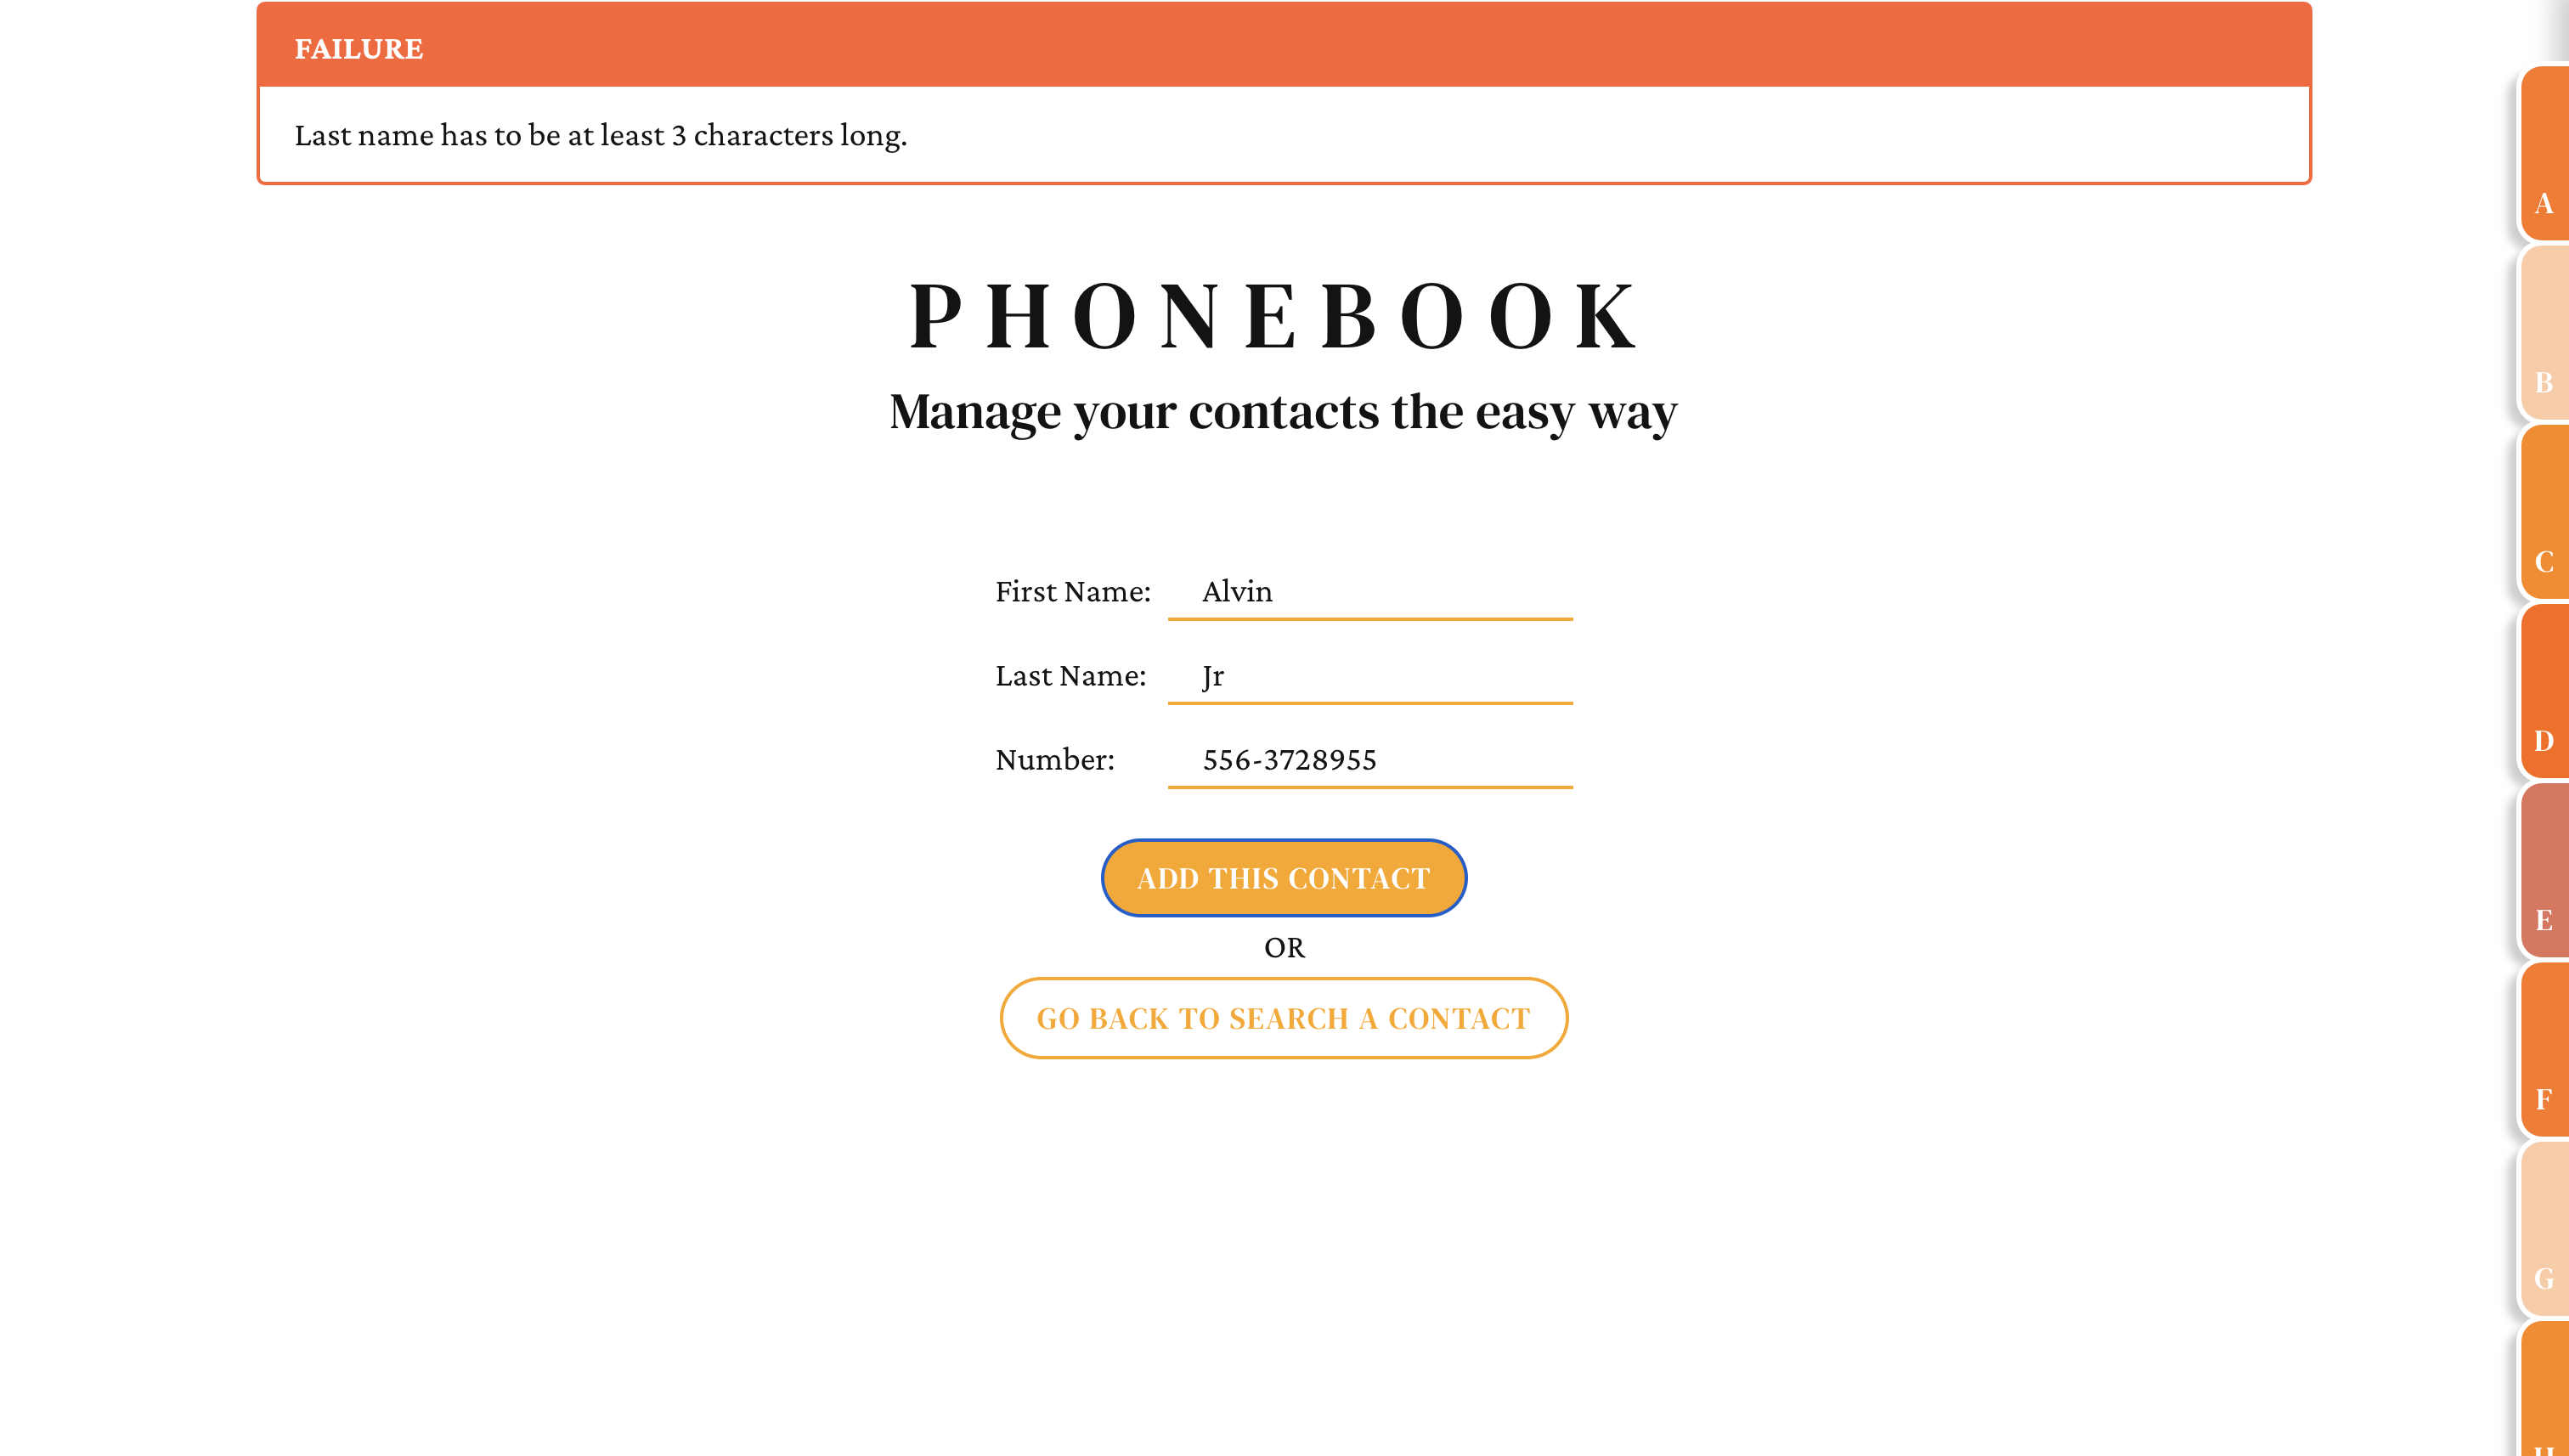 FAILURE
Last name has to be at least 3 characters long.
PHONEBOOK
Manage your contacts the easy way
First Name: Alvin
Last Name: Jr
Number: 556-3728955
ADD THIS CONTACT
OR
GO BACK TO SEARCH A CONTACT
A
B
C
D
E
F
G